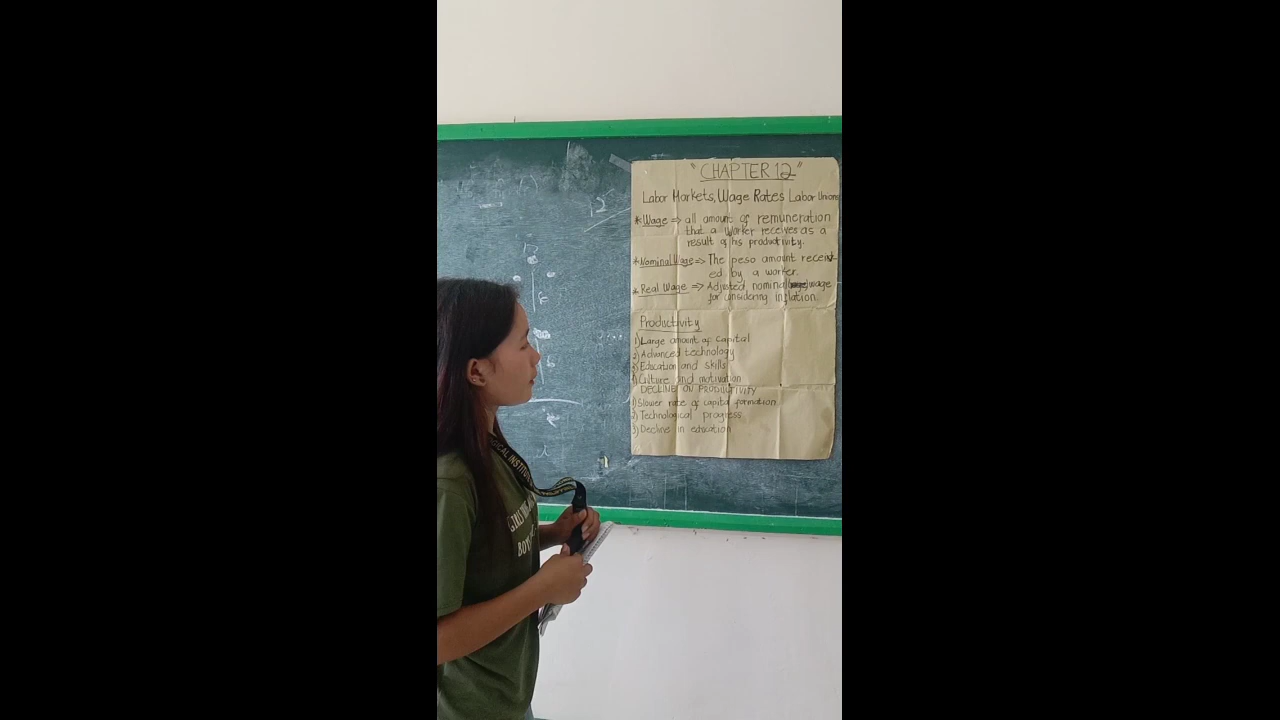 "CHAPTER 12"
Labor Markets, Wage Rates Labor Unions
*Wage => all amount of remuneration
that a Worker receives as a
result of his productivity.
*Nominal Wage => The peso amount receiv-
ed by a worker.
*Real Wage => Adjusted nominal wage
for considering inflation.
Productivity
1) Large amount of capital
2) Advanced technology
3) Education and skills
4) Culture and motivation
DECLINE ON PRODUCTIVITY
1) Slower rate of capital formation
2) Technological progress
3) Decline in education
12